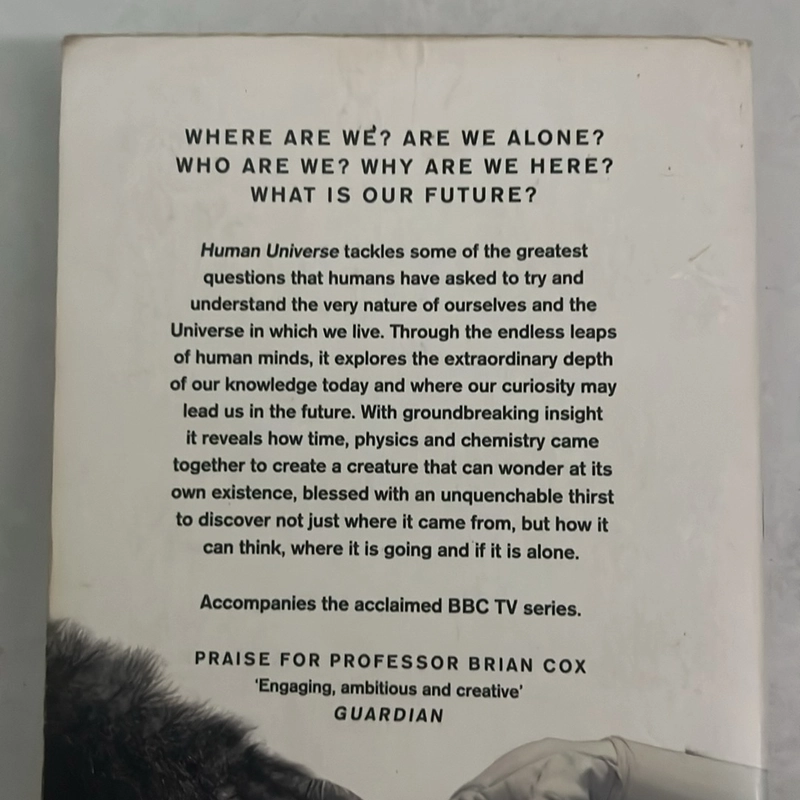 WHERE ARE WE? ARE WE ALONE?
WHO ARE WE? WHY ARE WE HERE?
WHAT IS OUR FUTURE?
Human Universe tackles some of the greatest
questions that humans have asked to try and
understand the very nature of ourselves and the
Universe in which we live. Through the endless leaps
of human minds, it explores the extraordinary depth
of our knowledge today and where our curiosity may
lead us in the future. With groundbreaking insight
it reveals how time, physics and chemistry came
together to create a creature that can wonder at its
own existence, blessed with an unquenchable thirst
to discover not just where it came from, but how it
can think, where it is going and if it is alone.
Accompanies the acclaimed BBC TV series.
PRAISE FOR PROFESSOR BRIAN COX
'Engaging, ambitious and creative'
GUARDIAN